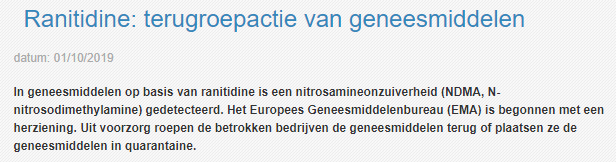 Ranitidine: terugroepactie van geneesmiddelen
datum: 01/10/2019
In geneesmiddelen op basis van ranitidine is een nitrosamineonzuiverheid (NDMA, N-
nitrosodimethylamine) gedetecteerd. Het Europees Geneesmiddelenbureau (EMA) is begonnen met een
herziening. Uit voorzorg roepen de betrokken bedrijven de geneesmiddelen terug of plaatsen ze de
geneesmiddelen in quarantaine.